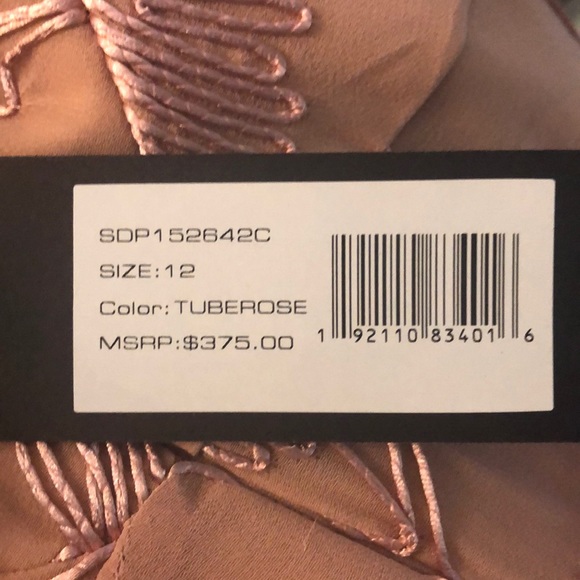 SDP152642C
SIZE:12
Color: TUBEROSE
MSRP:$375.00
1 92110 83401 6